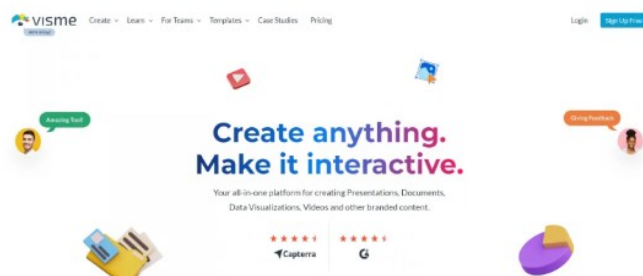 visme
Create Learn For Teams Templates Case Studies Pricing
Login
Sign Up Free
Amazing Tool!
Giving Feedback
Create anything.
Make it interactive.
Your all-in-one platform for creating Presentations, Documents,
Data Visualizations, Videos and other branded content.
Capterra